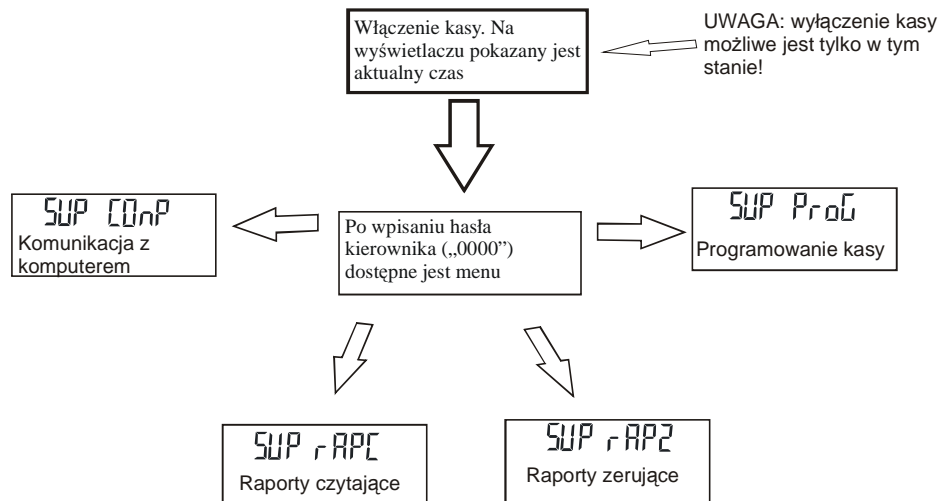 Włączenie kasy. Na
wyświetlaczu pokazany jest
aktualny czas
UWAGA: wyłączenie kasy
możliwe jest tylko w tym
stanie!
SUP COnP
Komunikacja z
komputerem
Po wpisaniu hasła
kierownika („0000”)
dostępne jest menu
SUP ProG
Programowanie kasy
SUP rAPC
Raporty czytające
SUP rAPZ
Raporty zerujące